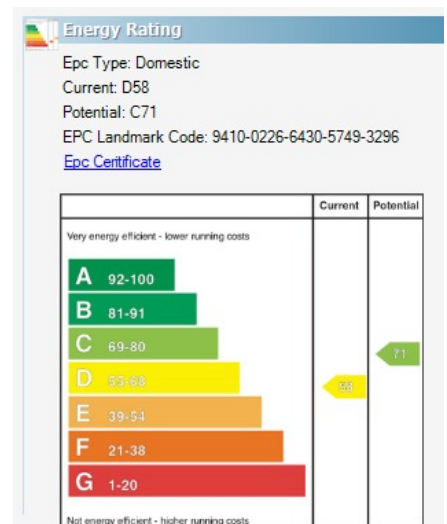 Energy Rating
Epc Type: Domestic
Current: D58
Potential: C71
EPC Landmark Code: 9410-0226-6430-5749-3296
Epc Ceritificate
Current Potential
Very energy efficient - lower running costs
A 92-100
B 81-91
C 69-80
71
D 55-68
58
E 39-54
F 21-38
G 1-20
Not energy efficient - higher running costs